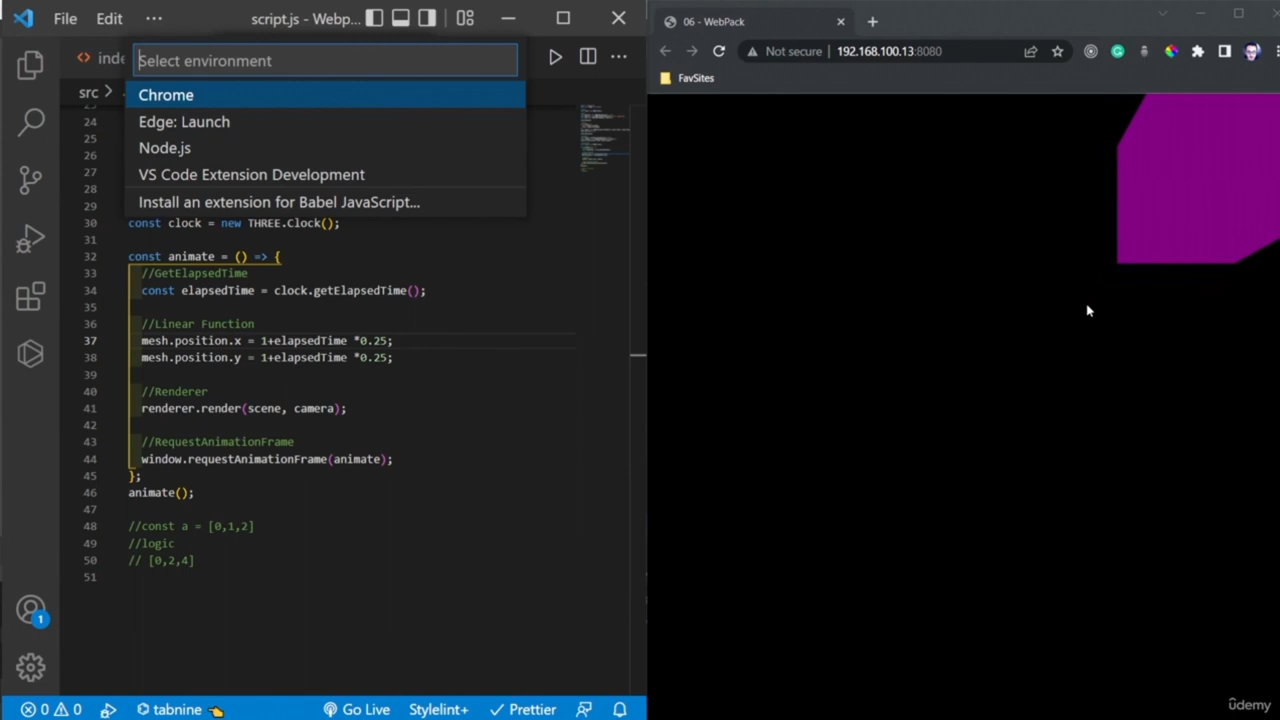 File Edit ··· script.js - Webp...
inde
Select environment
src >
Chrome
Edge: Launch
Node.js
VS Code Extension Development
Install an extension for Babel JavaScript...
24
25
26
27
28
29
30 const clock = new THREE.Clock();
31
32 const animate = () => {
33 //GetElapsedTime
34 const elapsedTime = clock.getElapsedTime();
35
36 //Linear Function
37 mesh.position.x = 1+elapsedTime *0.25;
38 mesh.position.y = 1+elapsedTime *0.25;
39
40 //Renderer
41 renderer.render(scene, camera);
42
43 //RequestAnimationFrame
44 window.requestAnimationFrame(animate);
45 };
46 animate();
47
48 //const a = [0,1,2]
49 //logic
50 // [0,2,4]
51
1
0 0 tabnine Go Live Stylelint+ Prettier
06 - WebPack
Not secure 192.168.100.13:8080
FavSites
ûdemy